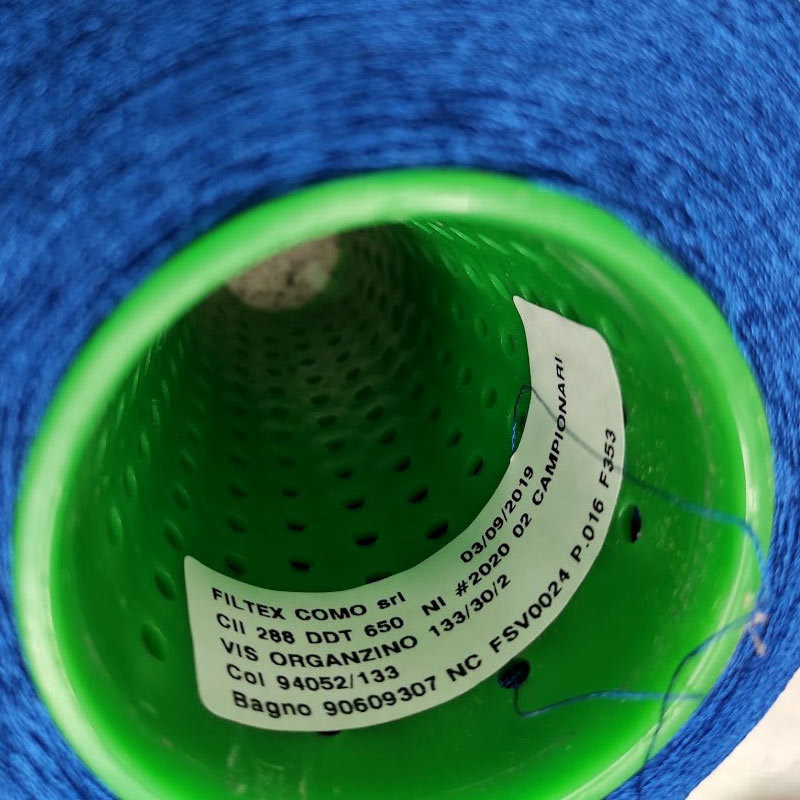 FILTEX COMO srl 03/09/2019
Cli 288 DDT 650 NI #2020 02 CAMPIONARI
VIS ORGANZINO 133/30/2
Col 94052/133
Bagno 90609307 NC FSV0024 P.016 F353